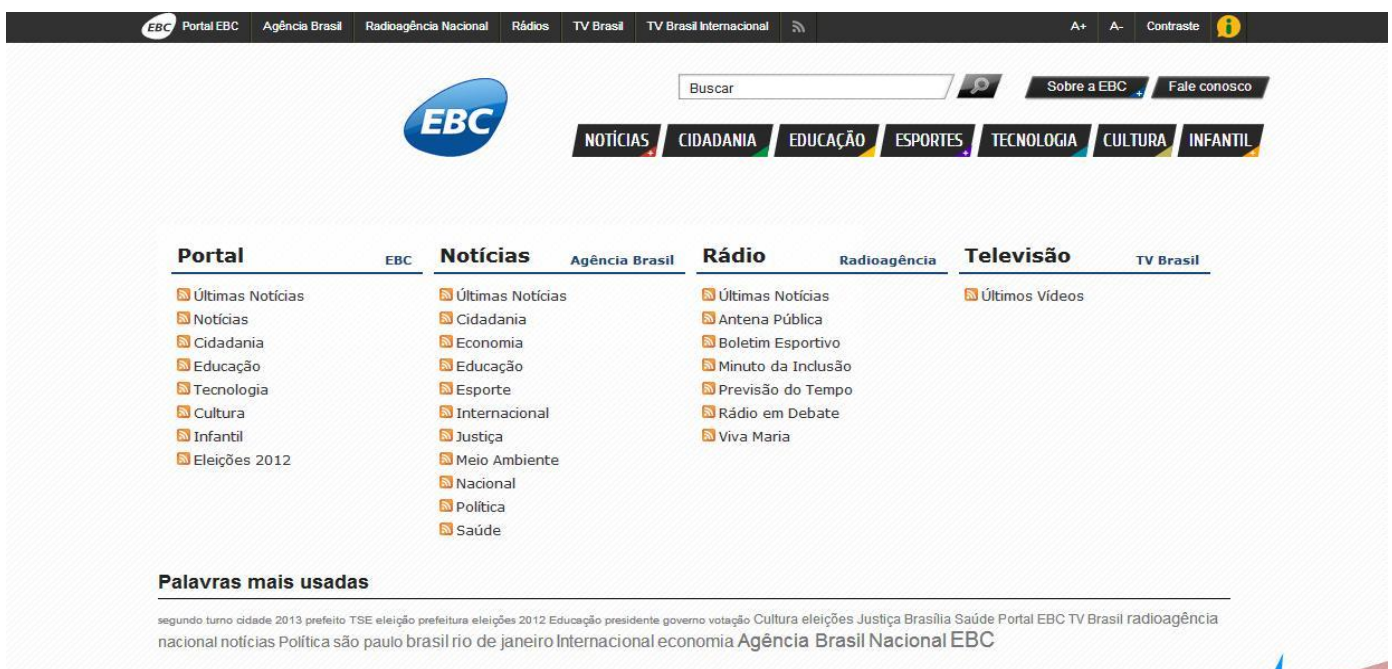 EBC Portal EBC Agência Brasil Radioagência Nacional Rádios TV Brasil TV Brasil Internacional A+ A- Contraste i
EBC
Buscar Sobre a EBC + Fale conosco
NOTÍCIAS CIDADANIA EDUCAÇÃO ESPORTES TECNOLOGIA CULTURA INFANTIL
Portal EBC
Últimas Notícias
Notícias
Cidadania
Educação
Tecnologia
Cultura
Infantil
Eleições 2012
Notícias Agência Brasil
Últimas Notícias
Cidadania
Economia
Educação
Esporte
Internacional
Justiça
Meio Ambiente
Nacional
Política
Saúde
Rádio Radioagência
Últimas Notícias
Antena Pública
Boletim Esportivo
Minuto da Inclusão
Previsão do Tempo
Rádio em Debate
Viva Maria
Televisão TV Brasil
Últimos Vídeos
Palavras mais usadas
segundo turno cidade 2013 prefeito TSE eleição prefeitura eleições 2012 Educação presidente governo votação Cultura eleições Justiça Brasília Saúde Portal EBC TV Brasil radioagência
nacional notícias Política são paulo brasil rio de janeiro Internacional economia Agência Brasil Nacional EBC